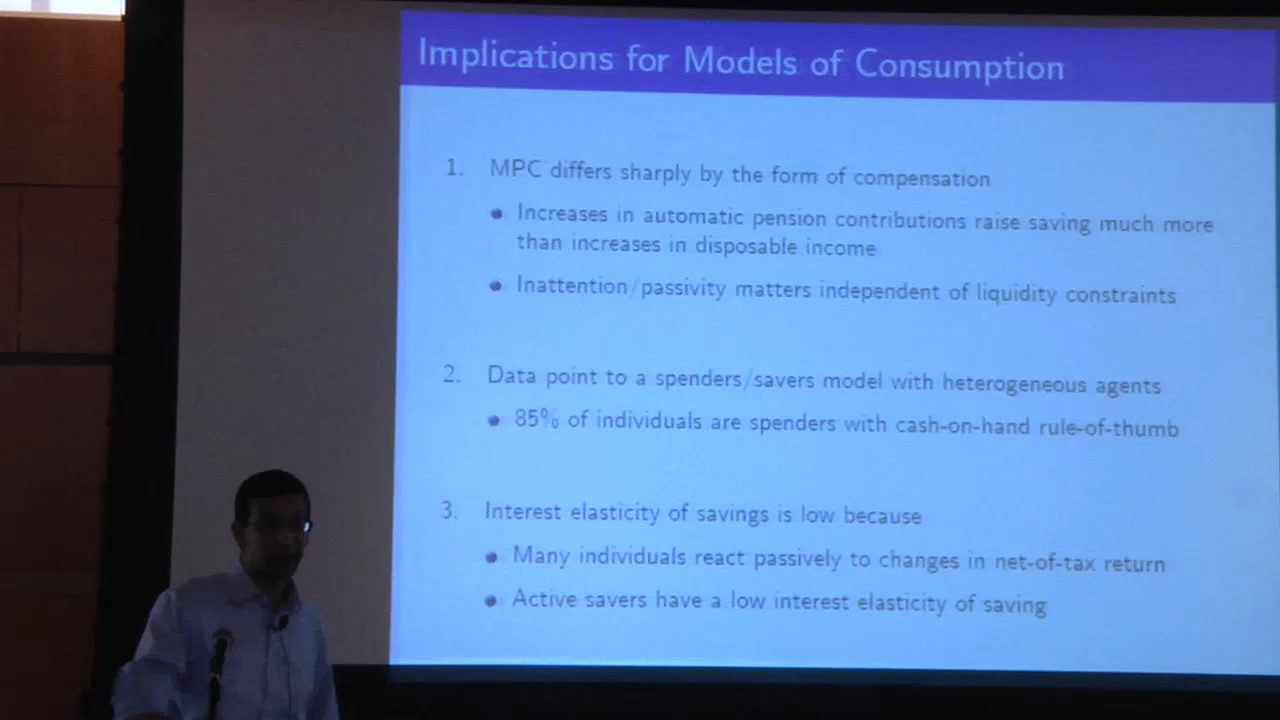 Implications for Models of Consumption
1. MPC differs sharply by the form of compensation
Increases in automatic pension contributions raise saving much more
than increases in disposable income
Inattention/passivity matters independent of liquidity constraints
2. Data point to a spenders/savers model with heterogeneous agents
85% of individuals are spenders with cash-on-hand rule-of-thumb
3. Interest elasticity of savings is low because
Many individuals react passively to changes in net-of-tax return
Active savers have a low interest elasticity of saving